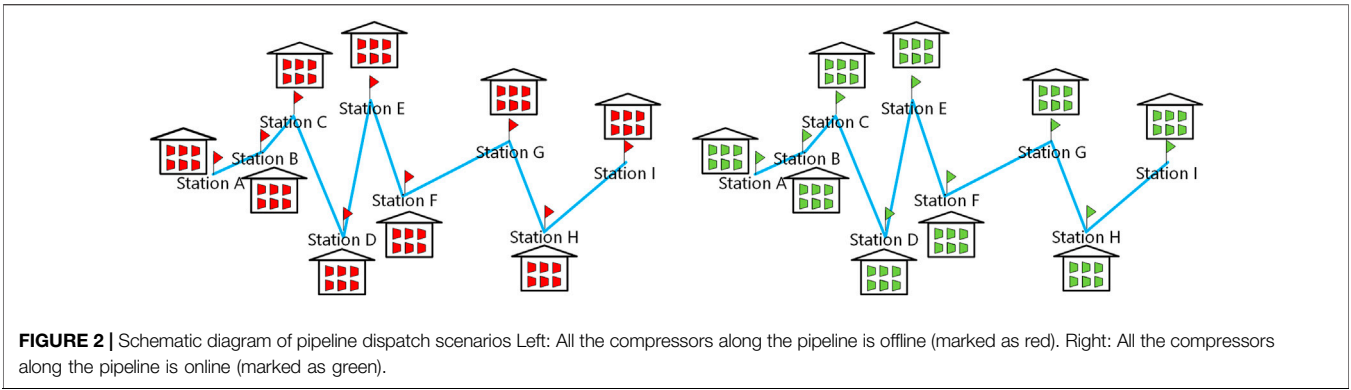 Station A
Station B
Station C
Station D
Station E
Station F
Station G
Station H
Station I
Station A
Station B
Station C
Station D
Station E
Station F
Station G
Station H
Station I
FIGURE 2 | Schematic diagram of pipeline dispatch scenarios Left: All the compressors along the pipeline is offline (marked as red). Right: All the compressors
along the pipeline is online (marked as green).